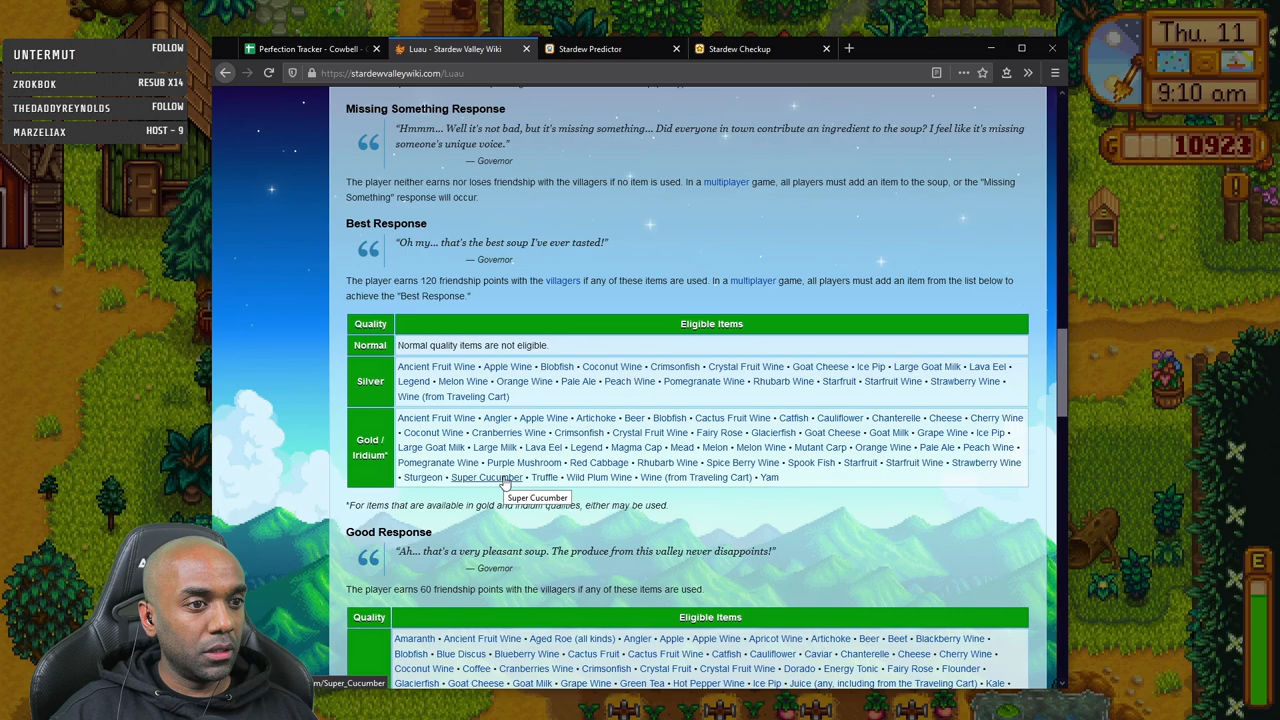 UNTERMUT FOLLOW
ZROKBOK RESUB X14
THEDADDYREYNOLDS FOLLOW
MARZELIAX HOST - 9
Perfection Tracker - Cowbell -
Luau - Stardew Valley Wiki
Stardew Predictor
Stardew Checkup
https://stardewvalleywiki.com/Luau
Thu. 11
9:10 am
10923
Missing Something Response
"Hmmm... Well it's not bad, but it's missing something... Did everyone in town contribute an ingredient to the soup? I feel like it's missing
someone's unique voice."
— Governor
The player neither earns nor loses friendship with the villagers if no item is used. In a multiplayer game, all players must add an item to the soup, or the "Missing
Something" response will occur.
Best Response
"Oh my... that's the best soup I've ever tasted!"
— Governor
The player earns 120 friendship points with the villagers if any of these items are used. In a multiplayer game, all players must add an item from the list below to
achieve the "Best Response."
Quality Eligible Items
Normal Normal quality items are not eligible.
Silver
Ancient Fruit Wine • Apple Wine • Blobfish • Coconut Wine • Crimsonfish • Crystal Fruit Wine • Goat Cheese • Ice Pip • Large Goat Milk • Lava Eel •
Legend • Melon Wine • Orange Wine • Pale Ale • Peach Wine • Pomegranate Wine • Rhubarb Wine • Starfruit • Starfruit Wine • Strawberry Wine •
Wine (from Traveling Cart)
Gold /
Iridium*
Ancient Fruit Wine • Angler • Apple Wine • Artichoke • Beer • Blobfish • Cactus Fruit Wine • Catfish • Cauliflower • Chanterelle • Cheese • Cherry Wine
• Coconut Wine • Cranberries Wine • Crimsonfish • Crystal Fruit Wine • Fairy Rose • Glacierfish • Goat Cheese • Goat Milk • Grape Wine • Ice Pip •
Large Goat Milk • Large Milk • Lava Eel • Legend • Magma Cap • Mead • Melon • Melon Wine • Mutant Carp • Orange Wine • Pale Ale • Peach Wine •
Pomegranate Wine • Purple Mushroom • Red Cabbage • Rhubarb Wine • Spice Berry Wine • Spook Fish • Starfruit • Starfruit Wine • Strawberry Wine
• Sturgeon • Super Cucumber • Truffle • Wild Plum Wine • Wine (from Traveling Cart) • Yam
Super Cucumber
*For items that are available in gold and iridium qualities, either may be used.
Good Response
"Ah... that's a very pleasant soup. The produce from this valley never disappoints!"
— Governor
The player earns 60 friendship points with the villagers if any of these items are used.
Quality Eligible Items
Amaranth • Ancient Fruit Wine • Aged Roe (all kinds) • Angler • Apple • Apple Wine • Apricot Wine • Artichoke • Beer • Beet • Blackberry Wine •
Blobfish • Blue Discus • Blueberry Wine • Cactus Fruit • Cactus Fruit Wine • Catfish • Cauliflower • Caviar • Chanterelle • Cheese • Cherry Wine •
Coconut Wine • Coffee • Cranberries Wine • Crimsonfish • Crystal Fruit • Crystal Fruit Wine • Dorado • Energy Tonic • Fairy Rose • Flounder •
Glacierfish • Goat Cheese • Goat Milk • Grape Wine • Green Tea • Hot Pepper Wine • Ice Pip • Juice (any, including from the Traveling Cart) • Kale •
m/Super_Cucumber
E